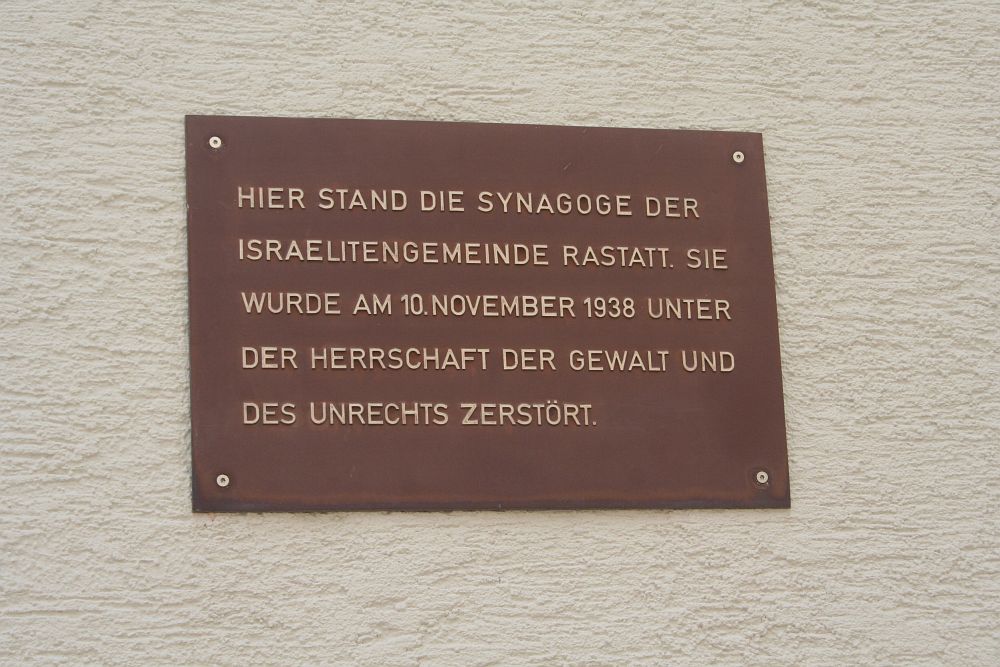 HIER STAND DIE SYNAGOGE DER
ISRAELITENGEMEINDE RASTATT. SIE
WURDE AM 10. NOVEMBER 1938 UNTER
DER HERRSCHAFT DER GEWALT UND
DES UNRECHTS ZERSTÖRT.